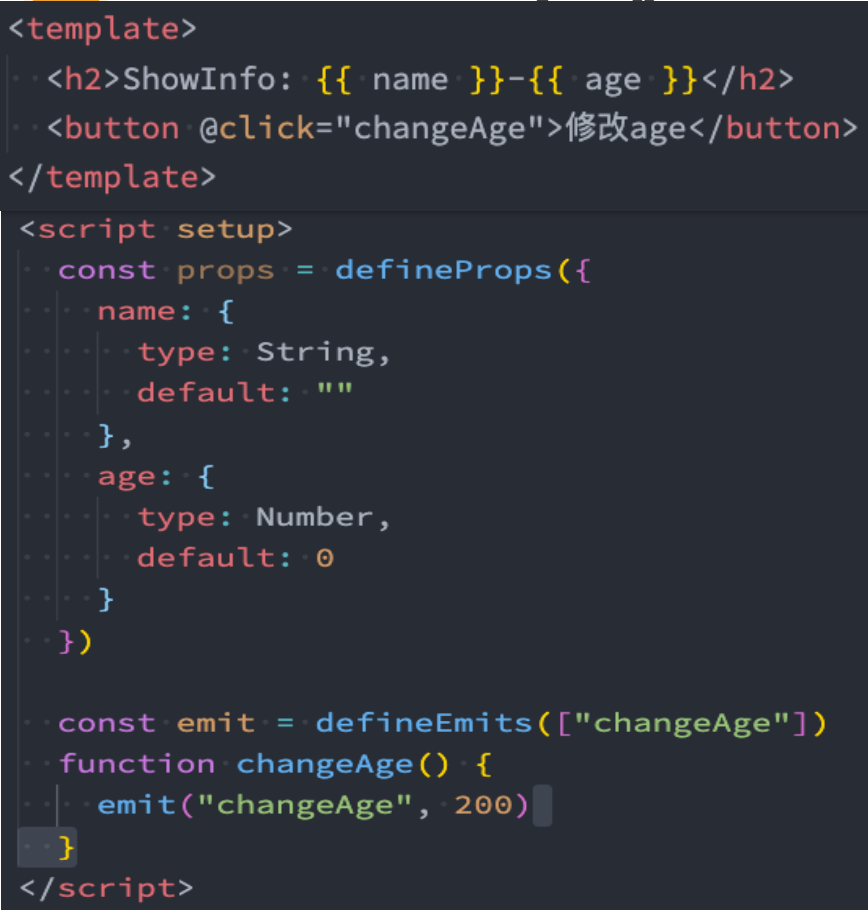 <template>
  <h2>ShowInfo: {{ name }}-{{ age }}</h2>
  <button @click="changeAge">修改age</button>
</template>
<script setup>
  const props = defineProps({
    name: {
      type: String,
      default: ""
    },
    age: {
      type: Number,
      default: 0
    }
  })

  const emit = defineEmits(["changeAge"])
  function changeAge() {
    emit("changeAge", 200)
  }
</script>